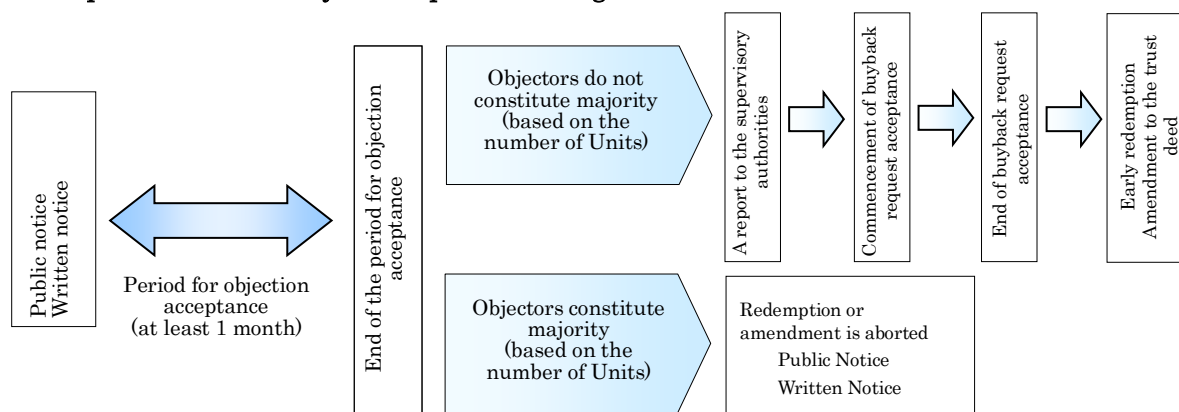 Public notice
Written notice
Period for objection
acceptance
(at least 1 month)
End of the period for objection
acceptance
Objectors do not
constitute majority
(based on the
number of Units)
A report to the supervisory
authorities
Commencement of buyback
request acceptance
End of buyback request
acceptance
Early redemption
Amendment to the trust
deed
Objectors constitute
majority
(based on the
number of Units)
Redemption or
amendment is aborted
Public Notice
Written Notice